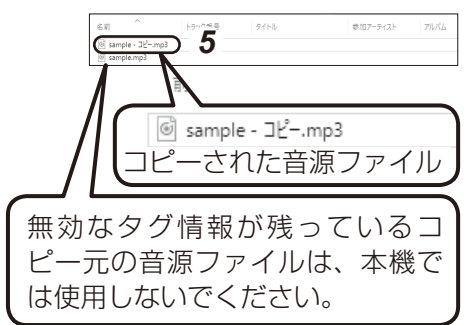 名前 トラック番号 タイトル 参加アーティスト アルバム
sample - コピー.mp3 5
sample.mp3
sample - コピー.mp3
コピーされた音源ファイル
無効なタグ情報が残っているコ
ピー元の音源ファイルは、本機で
は使用しないでください。